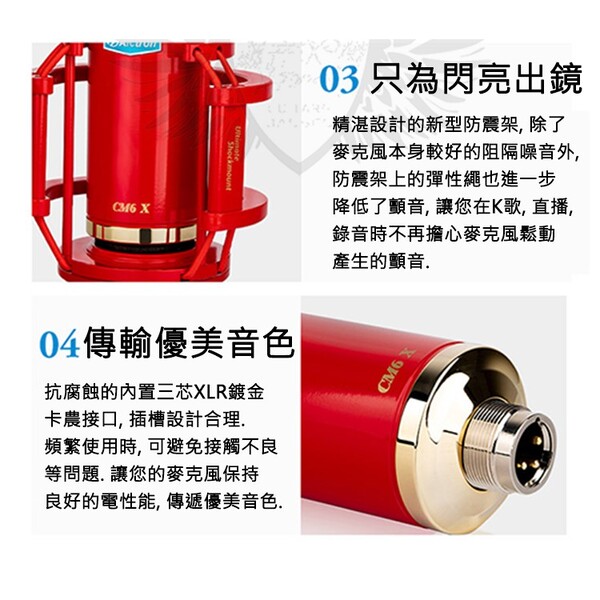 Alctron
Ultimate
Shockmount
CM6 X
03 只為閃亮出鏡
精湛設計的新型防震架, 除了
麥克風本身較好的阻隔噪音外,
防震架上的彈性繩也進一步
降低了顫音, 讓您在K歌, 直播,
錄音時不再擔心麥克風鬆動
產生的顫音.
04傳輸優美音色
抗腐蝕的內置三芯XLR鍍金
卡農接口, 插槽設計合理.
頻繁使用時, 可避免接觸不良
等問題. 讓您的麥克風保持
良好的電性能, 傳遞優美音色.
CM6 X